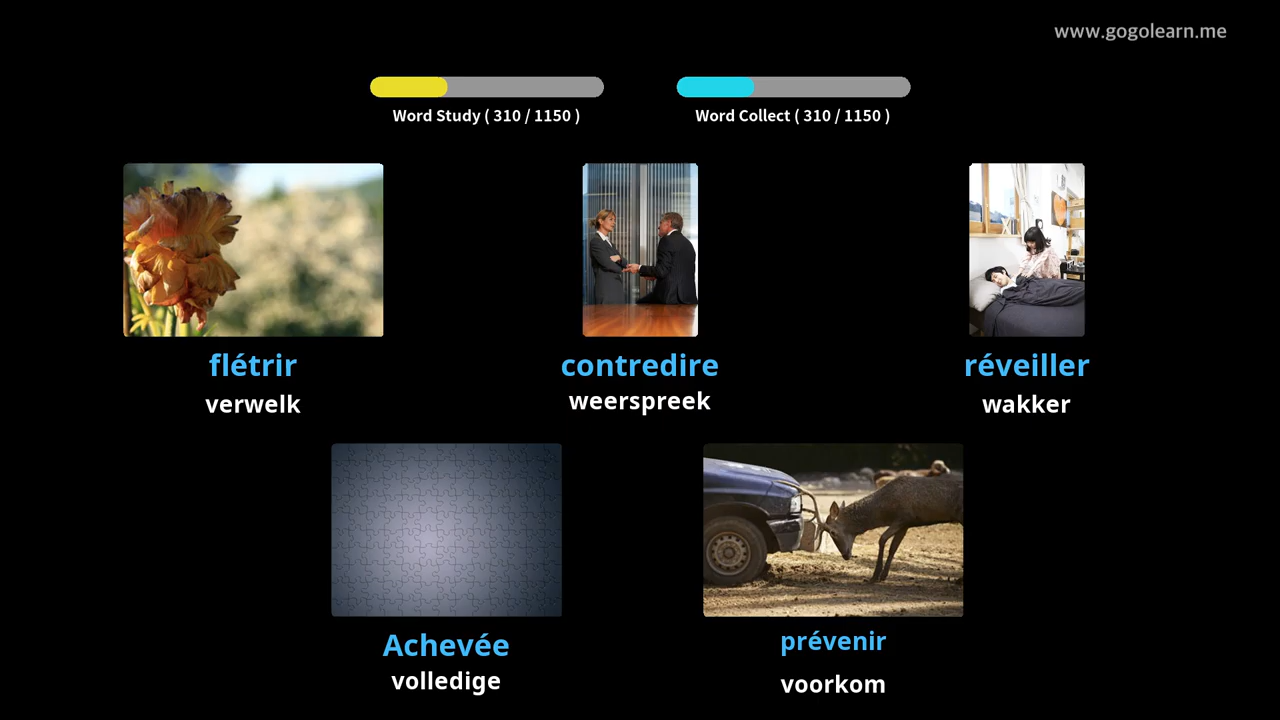 www.gogolearn.me
Word Study ( 310 / 1150 )
Word Collect ( 310 / 1150 )
flétrir
verwelk
contredire
weerspreek
réveiller
wakker
Achevée
volledige
prévenir
voorkom